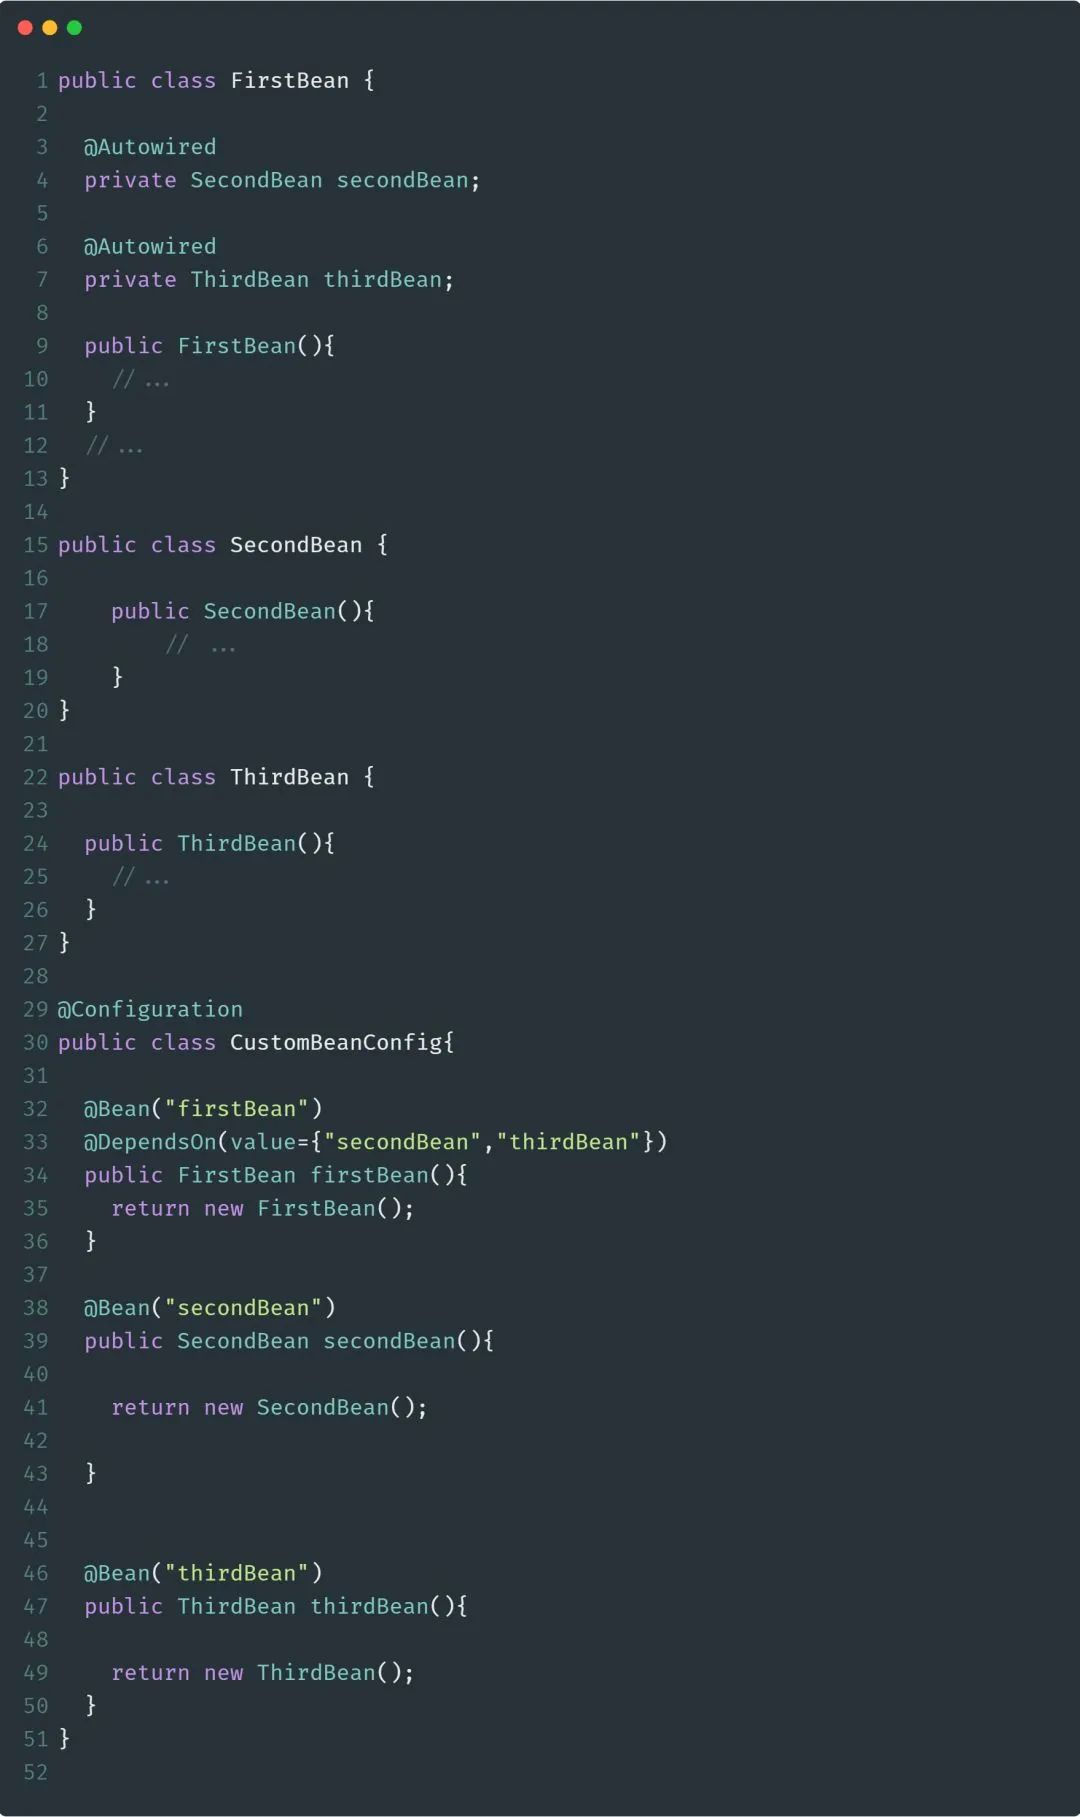 1 public class FirstBean {
2
3   @Autowired
4   private SecondBean secondBean;
5
6   @Autowired
7   private ThirdBean thirdBean;
8
9   public FirstBean(){
10     // ...
11   }
12   // ...
13 }
14
15 public class SecondBean {
16
17     public SecondBean(){
18         //  ...
19     }
20 }
21
22 public class ThirdBean {
23
24   public ThirdBean(){
25     // ...
26   }
27 }
28
29 @Configuration
30 public class CustomBeanConfig{
31
32   @Bean("firstBean")
33   @DependsOn(value={"secondBean","thirdBean"})
34   public FirstBean firstBean(){
35     return new FirstBean();
36   }
37
38   @Bean("secondBean")
39   public SecondBean secondBean(){
40
41     return new SecondBean();
42
43   }
44
45
46   @Bean("thirdBean")
47   public ThirdBean thirdBean(){
48
49     return new ThirdBean();
50   }
51 }
52